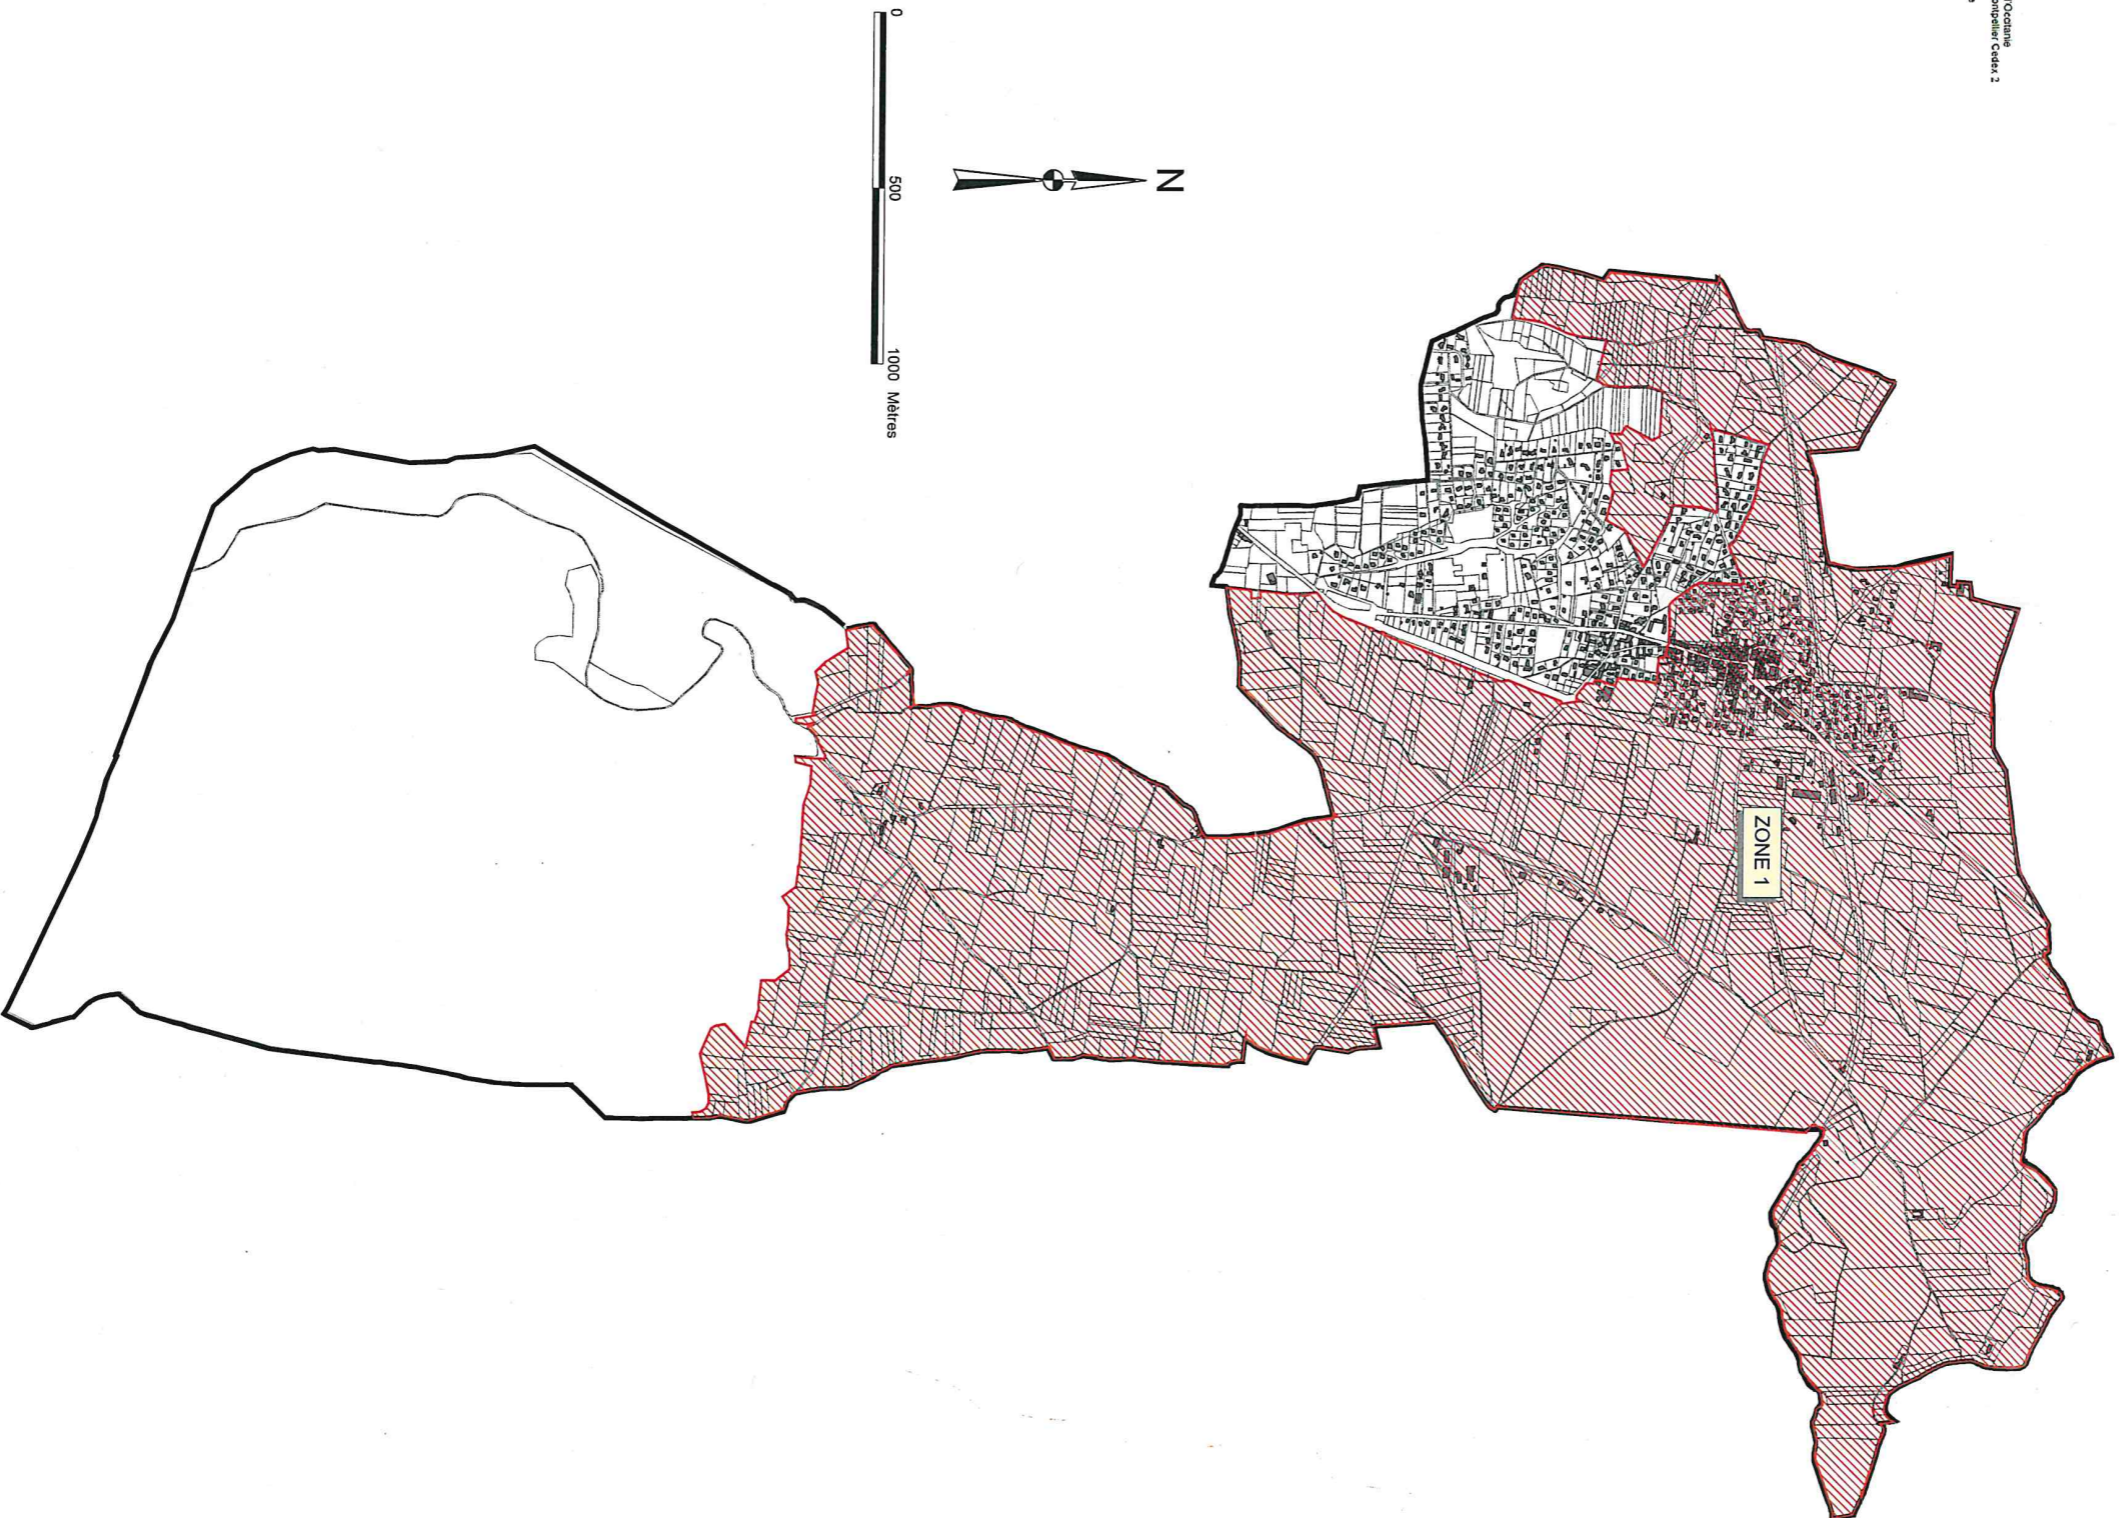 l'Occitanie
ontpellier Cedex 2
e
N
0 500 1000 Mètres
ZONE 1